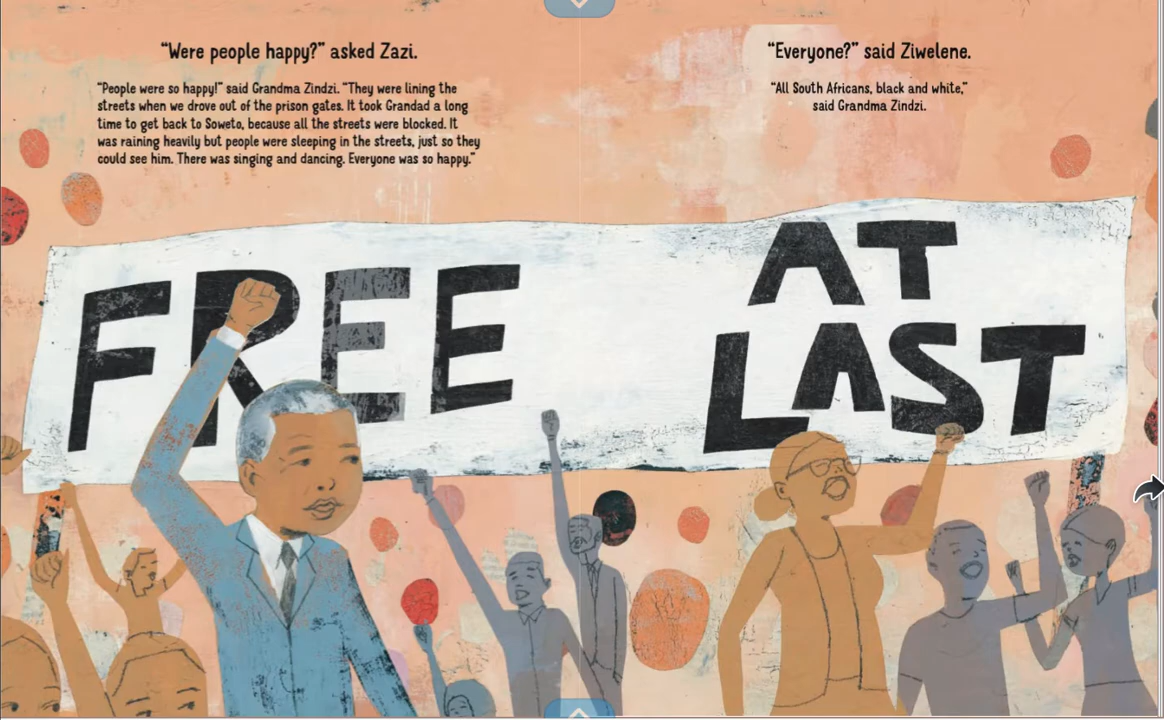 “Were people happy?” asked Zazi.
“People were so happy!” said Grandma Zindzi. “They were lining the
streets when we drove out of the prison gates. It took Grandad a long
time to get back to Soweto, because all the streets were blocked. It
was raining heavily but people were sleeping in the streets, just so they
could see him. There was singing and dancing. Everyone was so happy.”
“Everyone?” said Ziwelene.
“All South Africans, black and white,”
said Grandma Zindzi.
FREE
AT
LAST